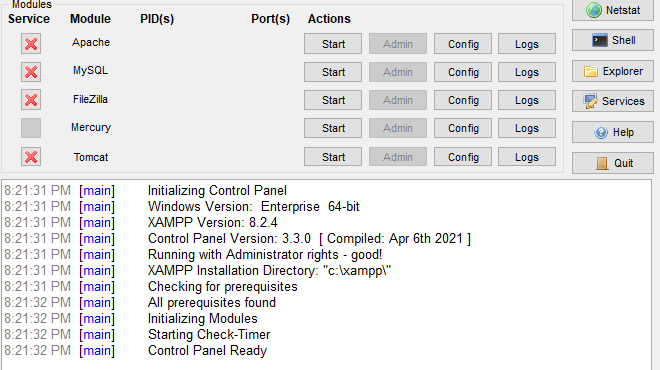 Modules
Service Module PID(s) Port(s) Actions
Apache Start Admin Config Logs
MySQL Start Admin Config Logs
FileZilla Start Admin Config Logs
Mercury Start Admin Config Logs
Tomcat Start Admin Config Logs
Netstat
Shell
Explorer
Services
Help
Quit
8:21:31 PM [main] Initializing Control Panel
8:21:31 PM [main] Windows Version: Enterprise 64-bit
8:21:31 PM [main] XAMPP Version: 8.2.4
8:21:31 PM [main] Control Panel Version: 3.3.0 [ Compiled: Apr 6th 2021 ]
8:21:31 PM [main] Running with Administrator rights - good!
8:21:31 PM [main] XAMPP Installation Directory: "c:\xampp\"
8:21:31 PM [main] Checking for prerequisites
8:21:32 PM [main] All prerequisites found
8:21:32 PM [main] Initializing Modules
8:21:32 PM [main] Starting Check-Timer
8:21:32 PM [main] Control Panel Ready